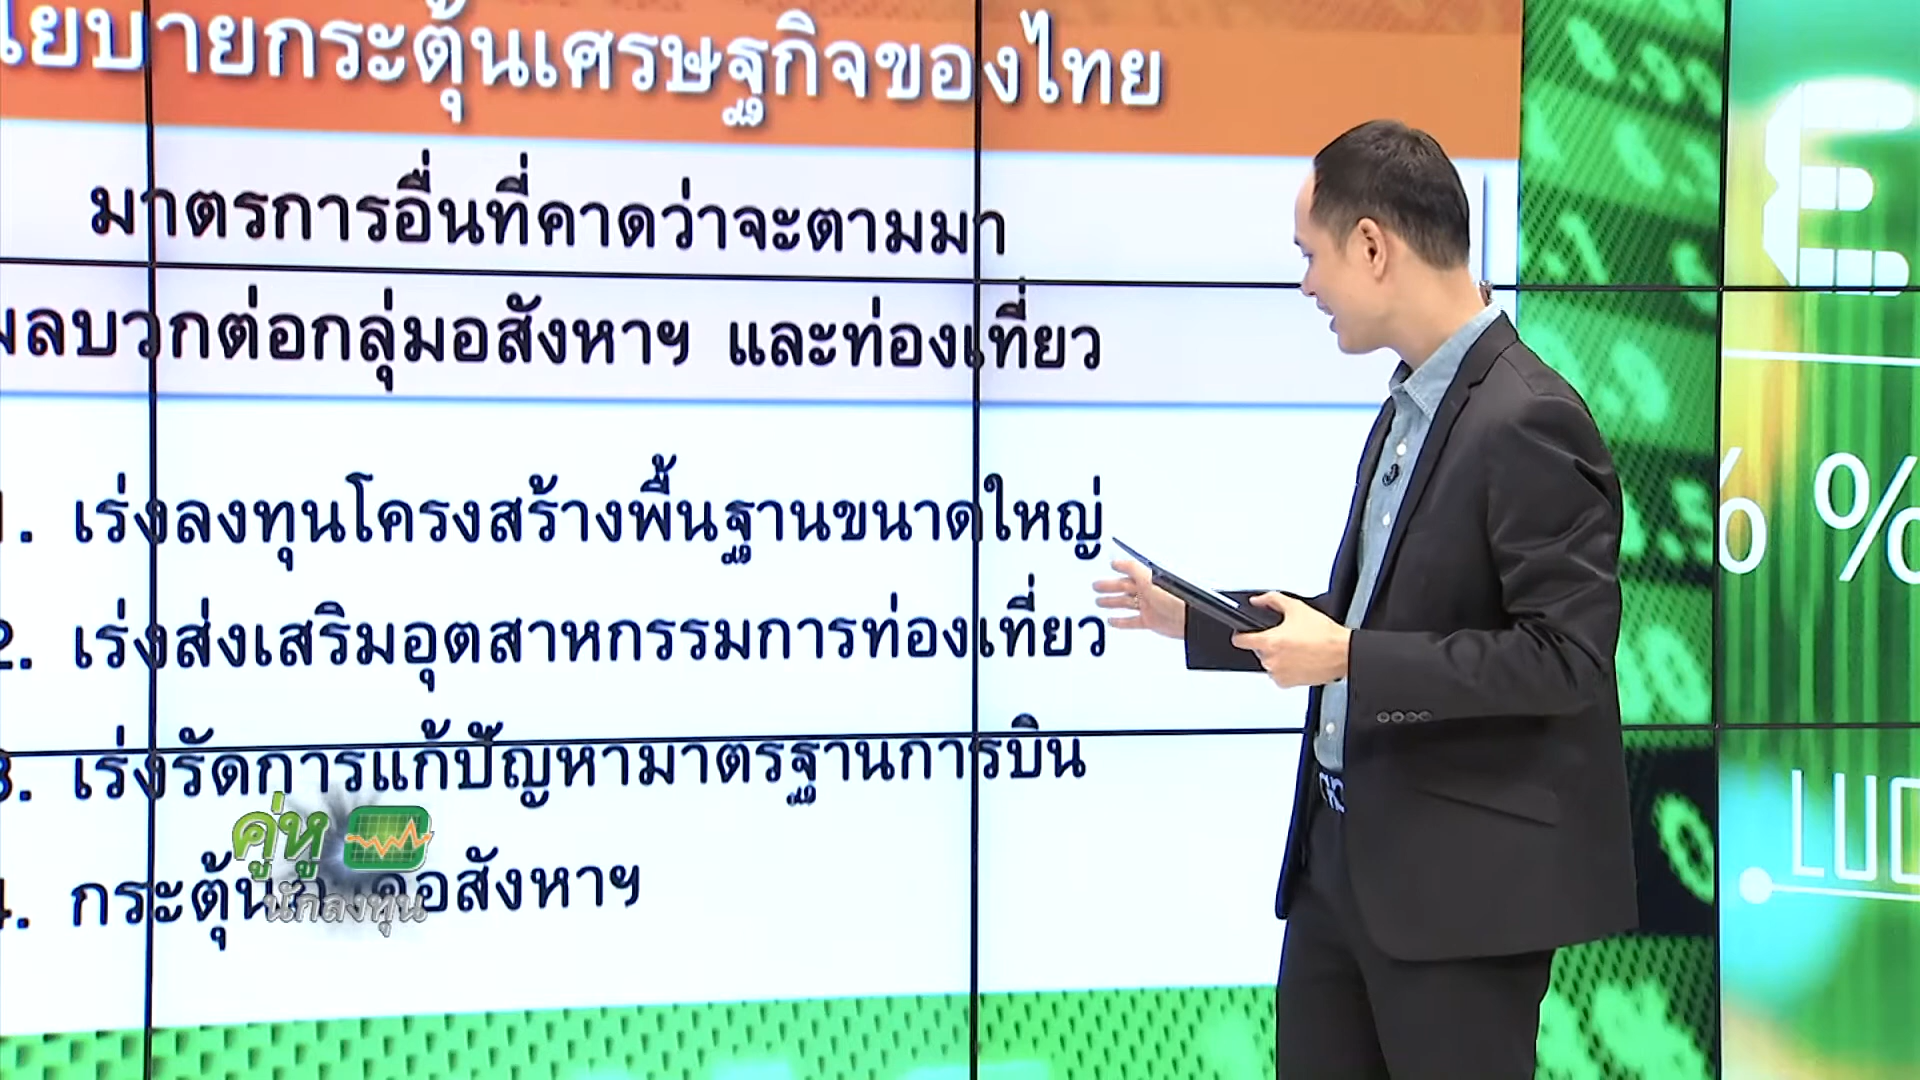 โยบายกระตุ้นเศรษฐกิจของไทย
มาตรการอื่นที่คาดว่าจะตามมา
ผลบวกต่อกลุ่มอสังหาฯ และท่องเที่ยว
1. เร่งลงทุนโครงสร้างพื้นฐานขนาดใหญ่
2. เร่งส่งเสริมอุตสาหกรรมการท่องเที่ยว
3. เร่งรัดการแก้ปัญหามาตรฐานการบิน
4. กระตุ้น อสังหาฯ
คู่หู
นักลงทุน
% %